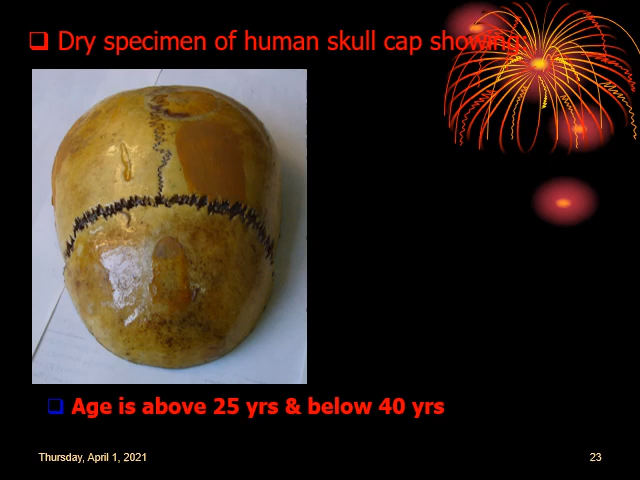 Dry specimen of human skull cap showing
Age is above 25 yrs & below 40 yrs
Thursday, April 1, 2021
23